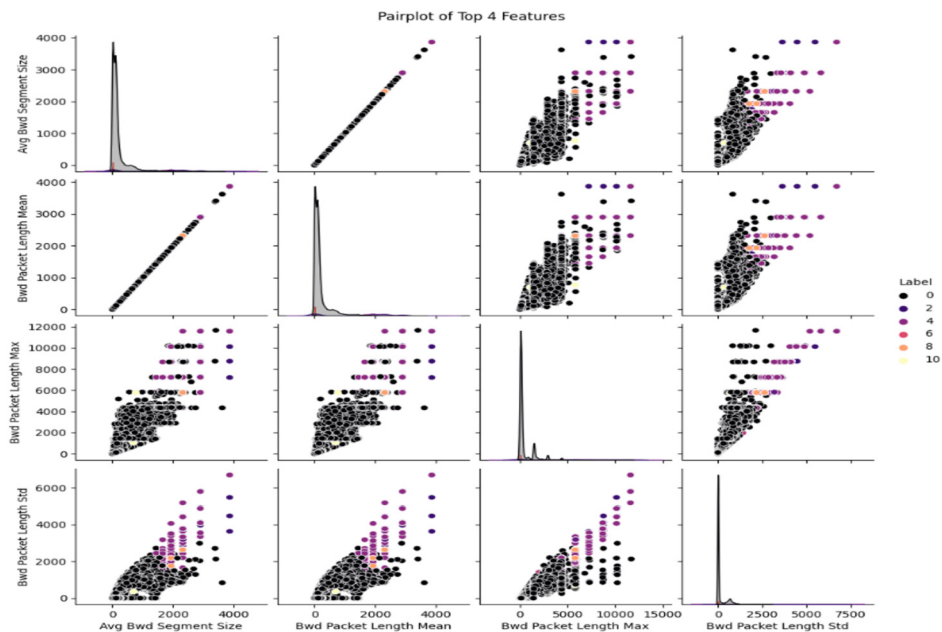 Pairplot of Top 4 Features
4000
3000
2000
1000
0
Avg Bwd Segment Size
4000
3000
2000
1000
0
Bwd Packet Length Mean
12000
10000
8000
6000
4000
2000
0
Bwd Packet Length Max
6000
4000
2000
0
Bwd Packet Length Std
Label
0
2
4
6
8
10
0 2000 4000
0 2000 4000
0 5000 10000 15000
0 2500 5000 7500
Avg Bwd Segment Size
Bwd Packet Length Mean
Bwd Packet Length Max
Bwd Packet Length Std